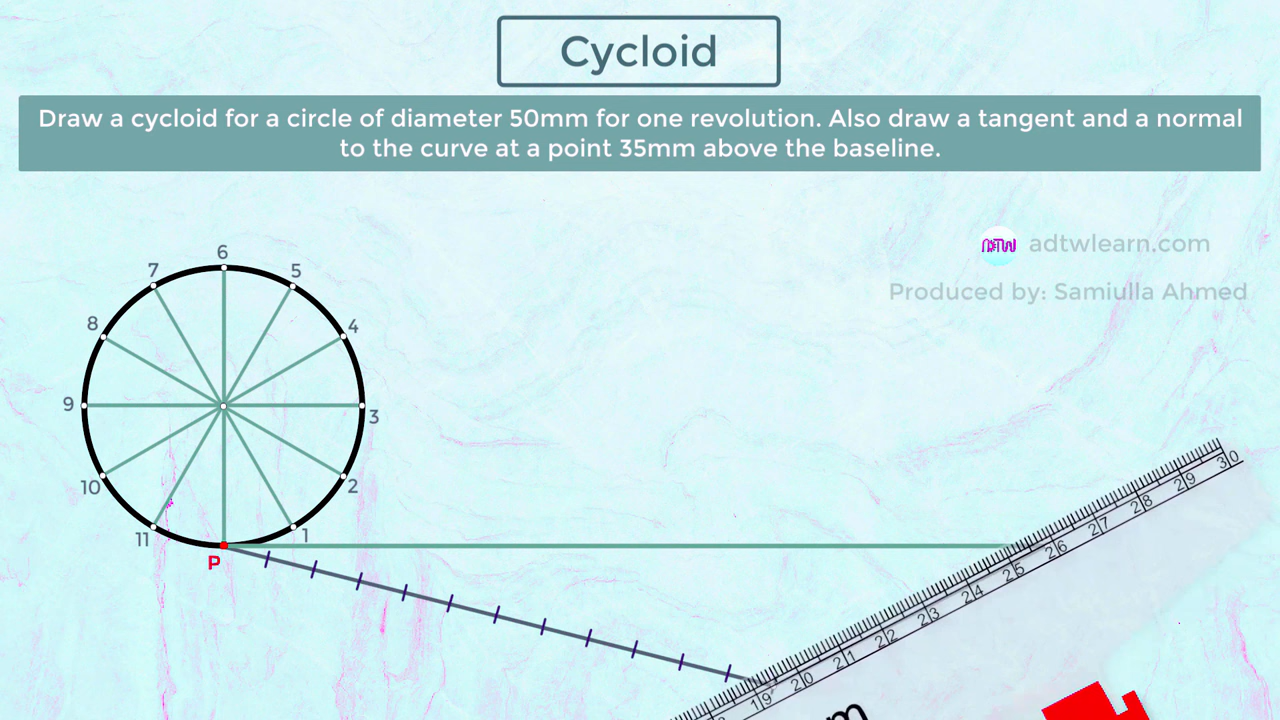 Cycloid
Draw a cycloid for a circle of diameter 50mm for one revolution. Also draw a tangent and a normal
to the curve at a point 35mm above the baseline.
adtwlearn.com
Produced by: Samiulla Ahmed
6
7
5
8
4
9
3
10
2
11
1
P
19 20 21 22 23 24 25 26 27 28 29 30